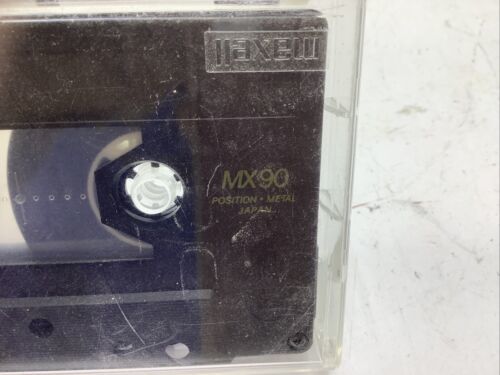 maxell
MX90
POSITION • METAL
JAPAN